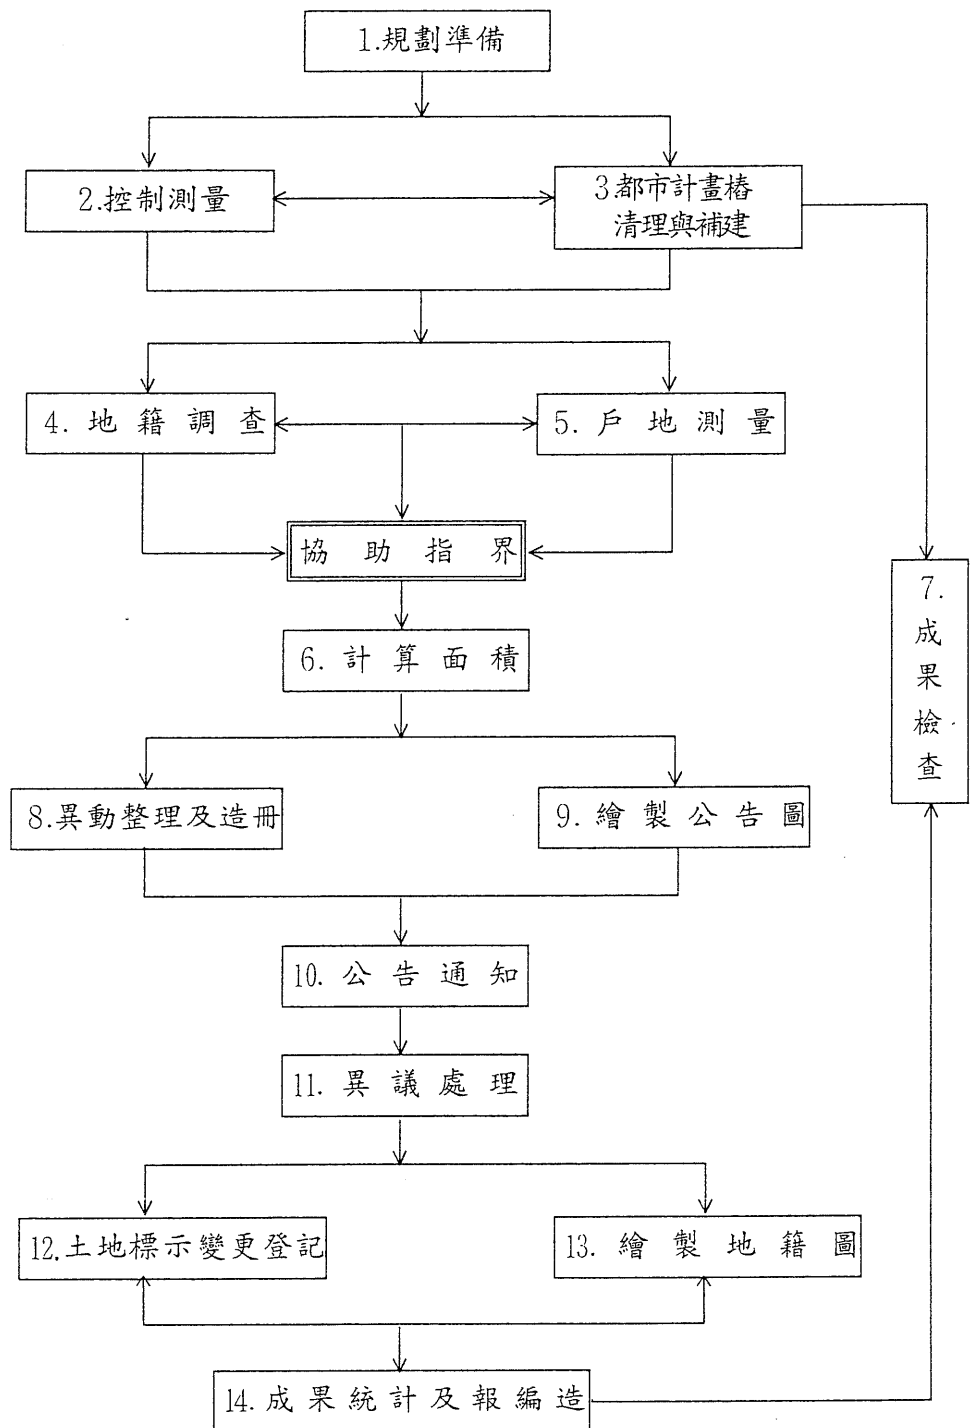 1.規劃準備
2.控制測量
3.都市計畫樁
清理與補建
4.地籍調查
5.戶地測量
協助指界
6.計算面積
7.成果檢查
8.異動整理及造冊
9.繪製公告圖
10.公告通知
11.異議處理
12.土地標示變更登記
13.繪製地籍圖
14.成果統計及報編造